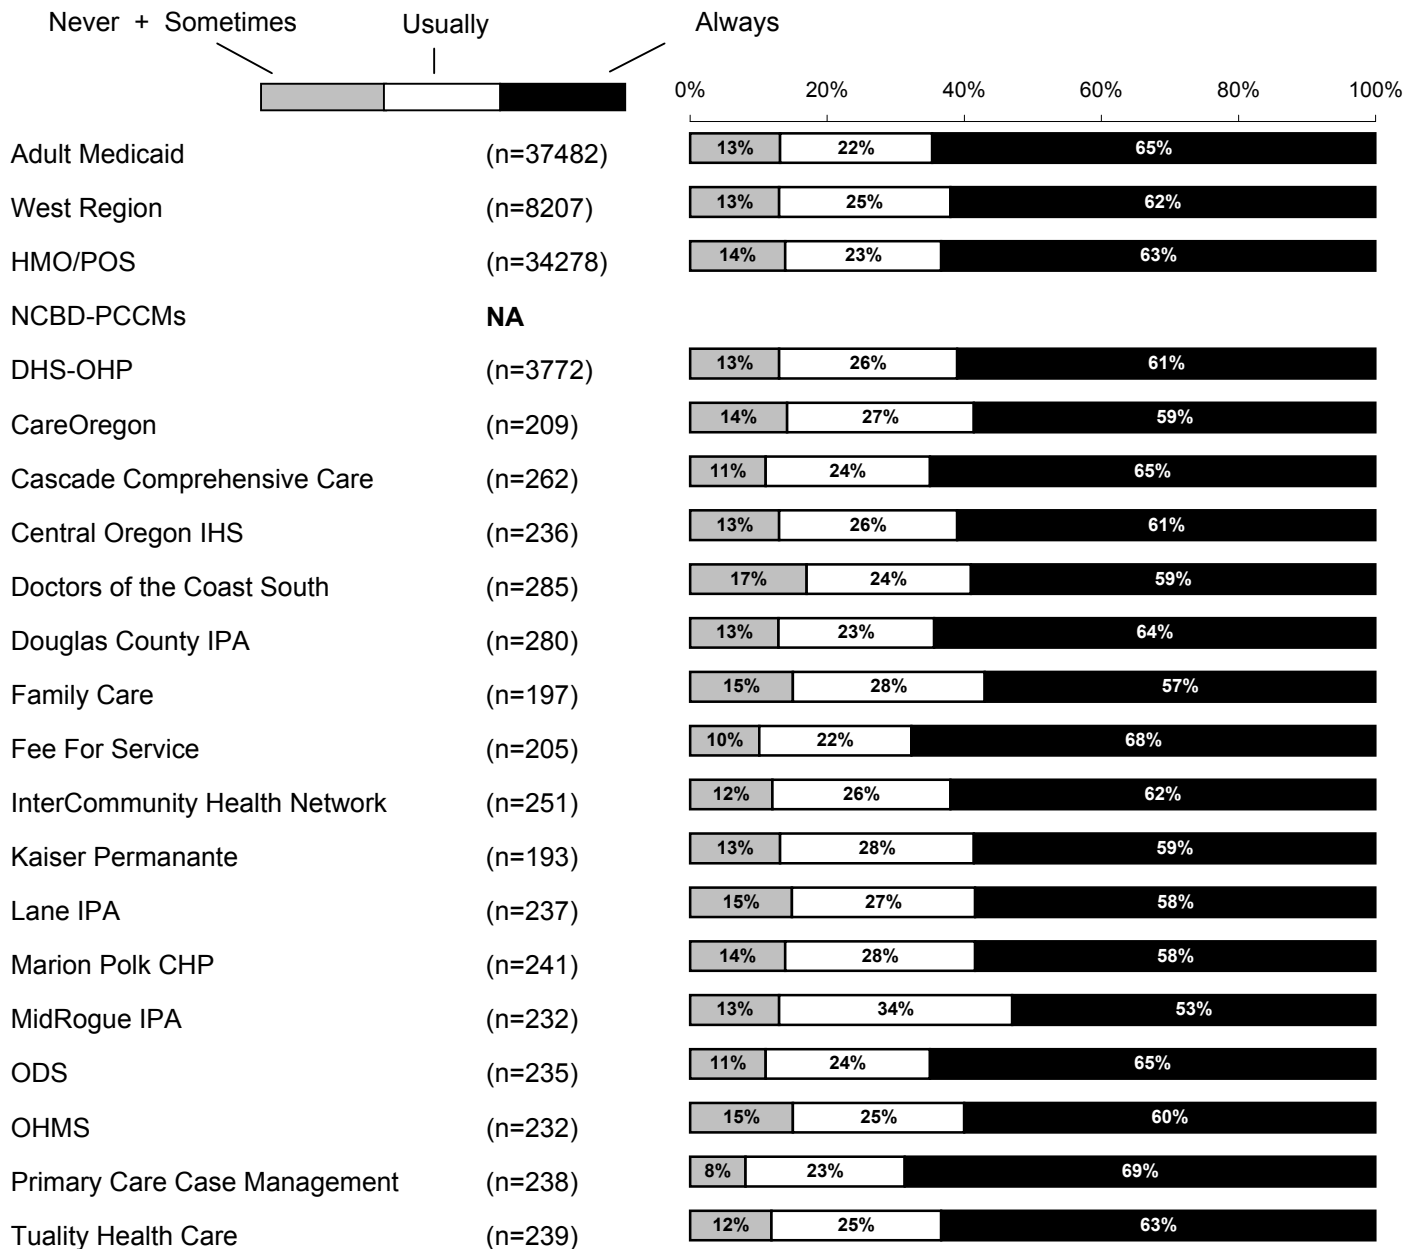 Never + Sometimes Usually Always
0% 20% 40% 60% 80% 100%
Adult Medicaid (n=37482) 13% 22% 65%
West Region (n=8207) 13% 25% 62%
HMO/POS (n=34278) 14% 23% 63%
NCBD-PCCMs NA
DHS-OHP (n=3772) 13% 26% 61%
CareOregon (n=209) 14% 27% 59%
Cascade Comprehensive Care (n=262) 11% 24% 65%
Central Oregon IHS (n=236) 13% 26% 61%
Doctors of the Coast South (n=285) 17% 24% 59%
Douglas County IPA (n=280) 13% 23% 64%
Family Care (n=197) 15% 28% 57%
Fee For Service (n=205) 10% 22% 68%
InterCommunity Health Network (n=251) 12% 26% 62%
Kaiser Permanante (n=193) 13% 28% 59%
Lane IPA (n=237) 15% 27% 58%
Marion Polk CHP (n=241) 14% 28% 58%
MidRogue IPA (n=232) 13% 34% 53%
ODS (n=235) 11% 24% 65%
OHMS (n=232) 15% 25% 60%
Primary Care Case Management (n=238) 8% 23% 69%
Tuality Health Care (n=239) 12% 25% 63%